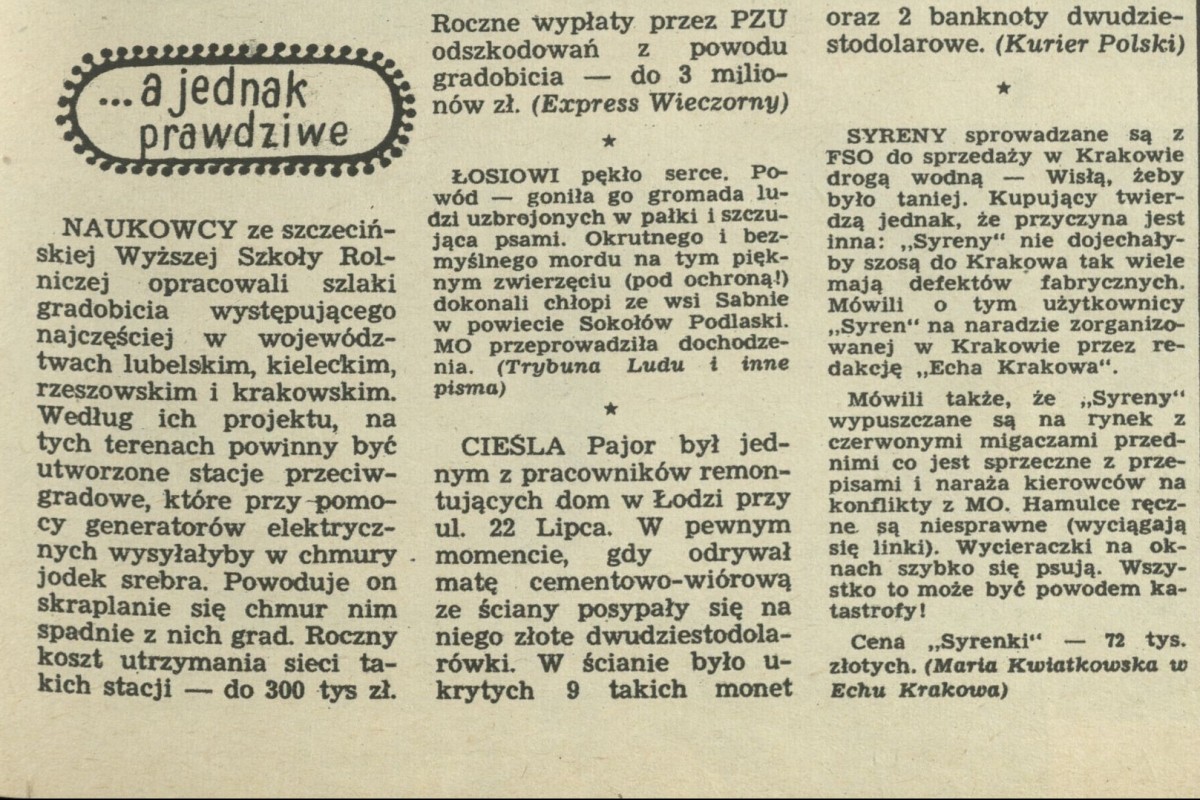 ...a jednak
prawdziwe
NAUKOWCY ze szczeciń-
skiej Wyższej Szkoły Rol-
niczej opracowali szlaki
gradobicia występującego
najczęściej w wojewódz-
twach lubelskim, kieleckim,
rzeszowskim i krakowskim.
Według ich projektu, na
tych terenach powinny być
utworzone stacje przeciw-
gradowe, które przy pomo-
cy generatorów elektrycz-
nych wysyłałyby w chmury
jodek srebra. Powoduje on
skraplanie się chmur nim
spadnie z nich grad. Roczny
koszt utrzymania sieci ta-
kich stacji — do 300 tys zł.
Roczne wypłaty przez PZU
odszkodowań z powodu
gradobicia — do 3 milio-
nów zł. (Express Wieczorny)
★
ŁOSIOWI pękło serce. Po-
wód — goniła go gromada lu-
dzi uzbrojonych w pałki i szczu-
jąca psami. Okrutnego i bez-
myślnego mordu na tym pięk-
nym zwierzęciu (pod ochroną!)
dokonali chłopi ze wsi Sabnie
w powiecie Sokołów Podlaski.
MO przeprowadziła dochodze-
nia. (Trybuna Ludu i inne
pisma)
★
CIEŚLA Pajor był jed-
nym z pracowników remon-
tujących dom w Łodzi przy
ul. 22 Lipca. W pewnym
momencie, gdy odrywał
matę cementowo-wiórową
ze ściany posypały się na
niego złote dwudziestodola-
rówki. W ścianie było u-
krytych 9 takich monet
oraz 2 banknoty dwudzie-
stodolarowe. (Kurier Polski)
★
SYRENY sprowadzane są z
FSO do sprzedaży w Krakowie
drogą wodną — Wisłą, żeby
było taniej. Kupujący twier-
dzą jednak, że przyczyna jest
inna: „Syreny" nie dojechały-
by szosą do Krakowa tak wiele
mają defektów fabrycznych.
Mówili o tym użytkownicy
„Syren" na naradzie zorganizo-
wanej w Krakowie przez re-
dakcję „Echa Krakowa".
Mówili także, że „Syreny"
wypuszczane są na rynek z
czerwonymi migaczami przed-
nimi co jest sprzeczne z prze-
pisami i naraża kierowców na
konflikty z MO. Hamulce ręcz-
ne są niesprawne (wyciągają
się linki). Wycieraczki na ok-
nach szybko się psują. Wszy-
stko to może być powodem ka-
tastrofy!
Cena „Syrenki" — 72 tys.
złotych. (Maria Kwiatkowska w
Echu Krakowa)